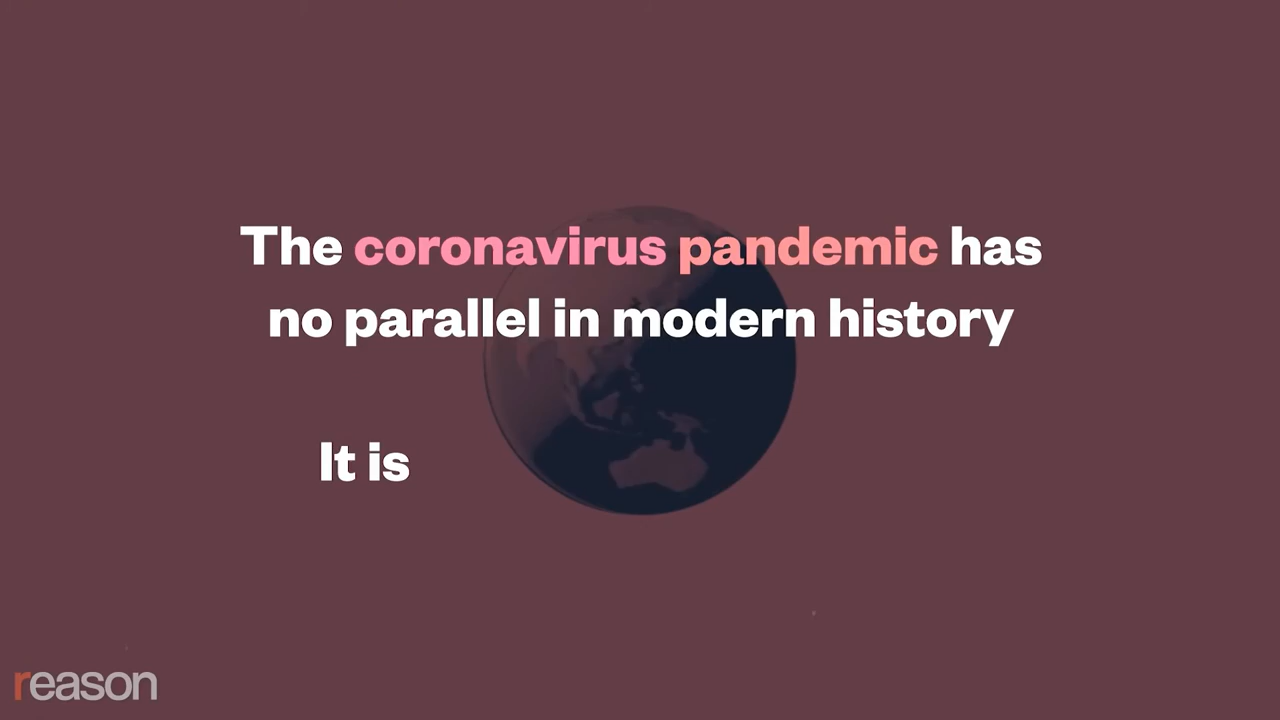 The coronavirus pandemic has
no parallel in modern history
It is
reason